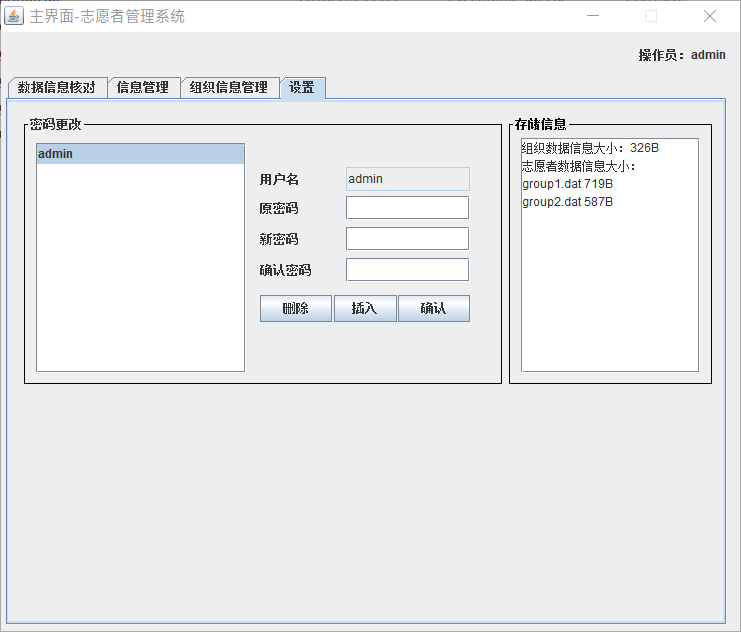 主界面-志愿者管理系统
操作员：admin
数据信息核对 信息管理 组织信息管理 设置
密码更改
admin
用户名 admin
原密码
新密码
确认密码
删除 插入 确认
存储信息
组织数据信息大小：326B
志愿者数据信息大小：
group1.dat 719B
group2.dat 587B